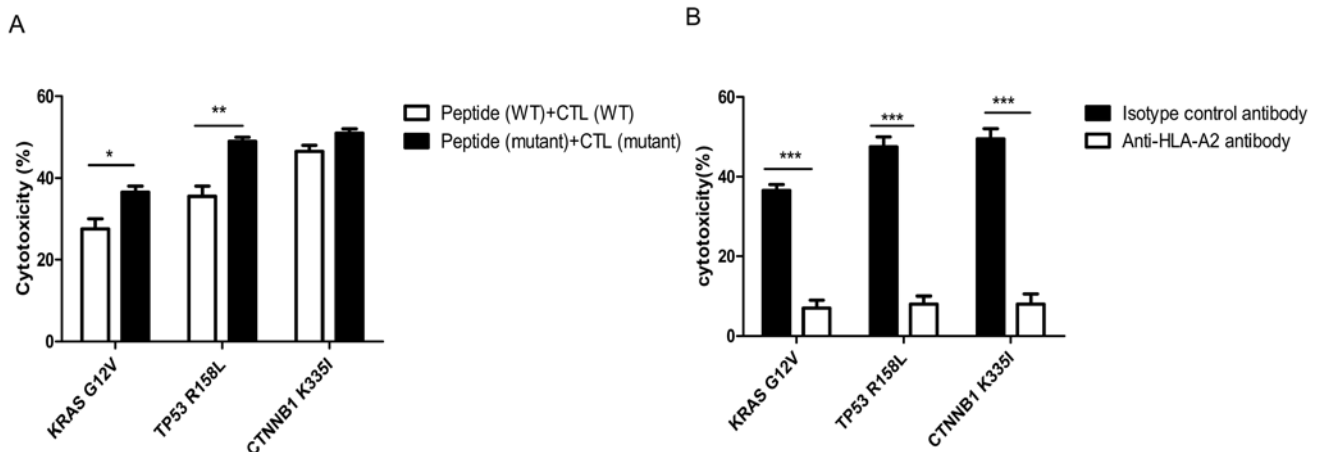 A
Cytotoxicity (%)
60
40
20
0
*
**
KRAS G12V
TP53 R158L
CTNNB1 K335I
Peptide (WT)+CTL (WT)
Peptide (mutant)+CTL (mutant)
B
cytotoxicity(%)
60
40
20
0
***
***
***
KRAS G12V
TP53 R158L
CTNNB1 K335I
Isotype control antibody
Anti-HLA-A2 antibody